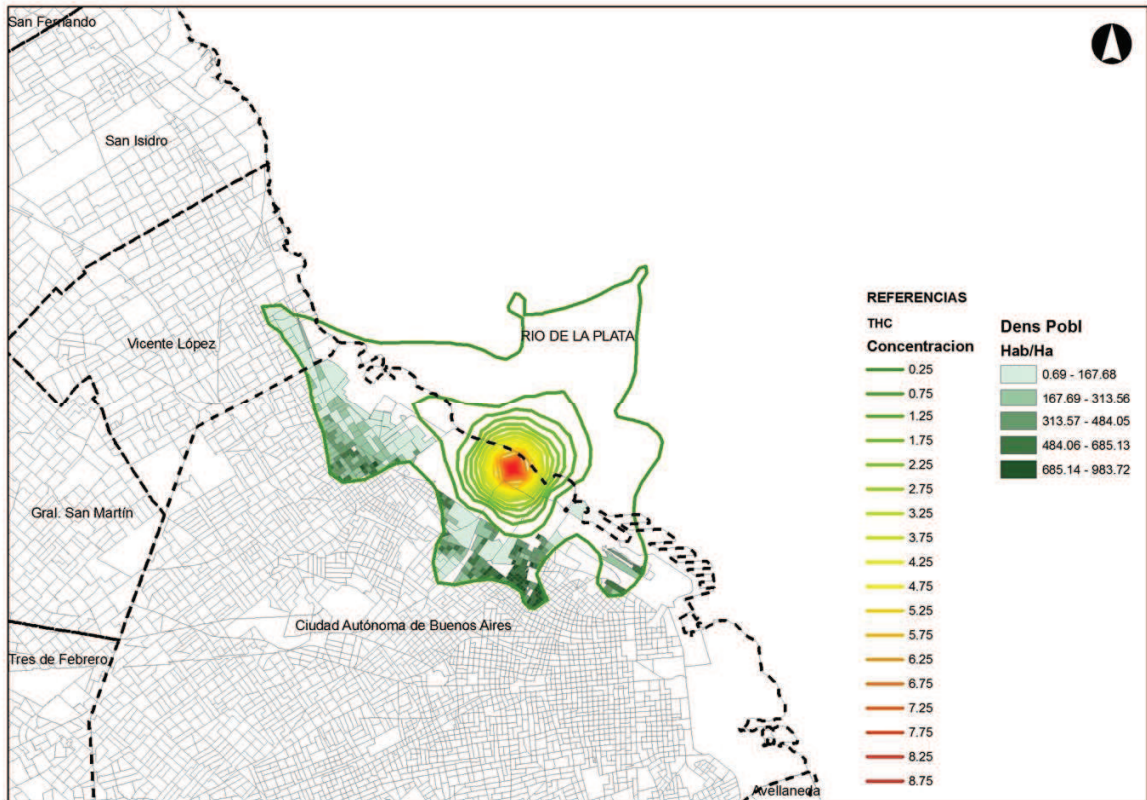 San Fernando
San Isidro
Vicente López
RIO DE LA PLATA
Gral. San Martín
Ciudad Autónoma de Buenos Aires
Tres de Febrero
Avellaneda
REFERENCIAS
THC
Concentracion
0.25
0.75
1.25
1.75
2.25
2.75
3.25
3.75
4.25
4.75
5.25
5.75
6.25
6.75
7.25
7.75
8.25
8.75
Dens Pobl
Hab/Ha
0.69 - 167.68
167.69 - 313.56
313.57 - 484.05
484.06 - 685.13
685.14 - 983.72